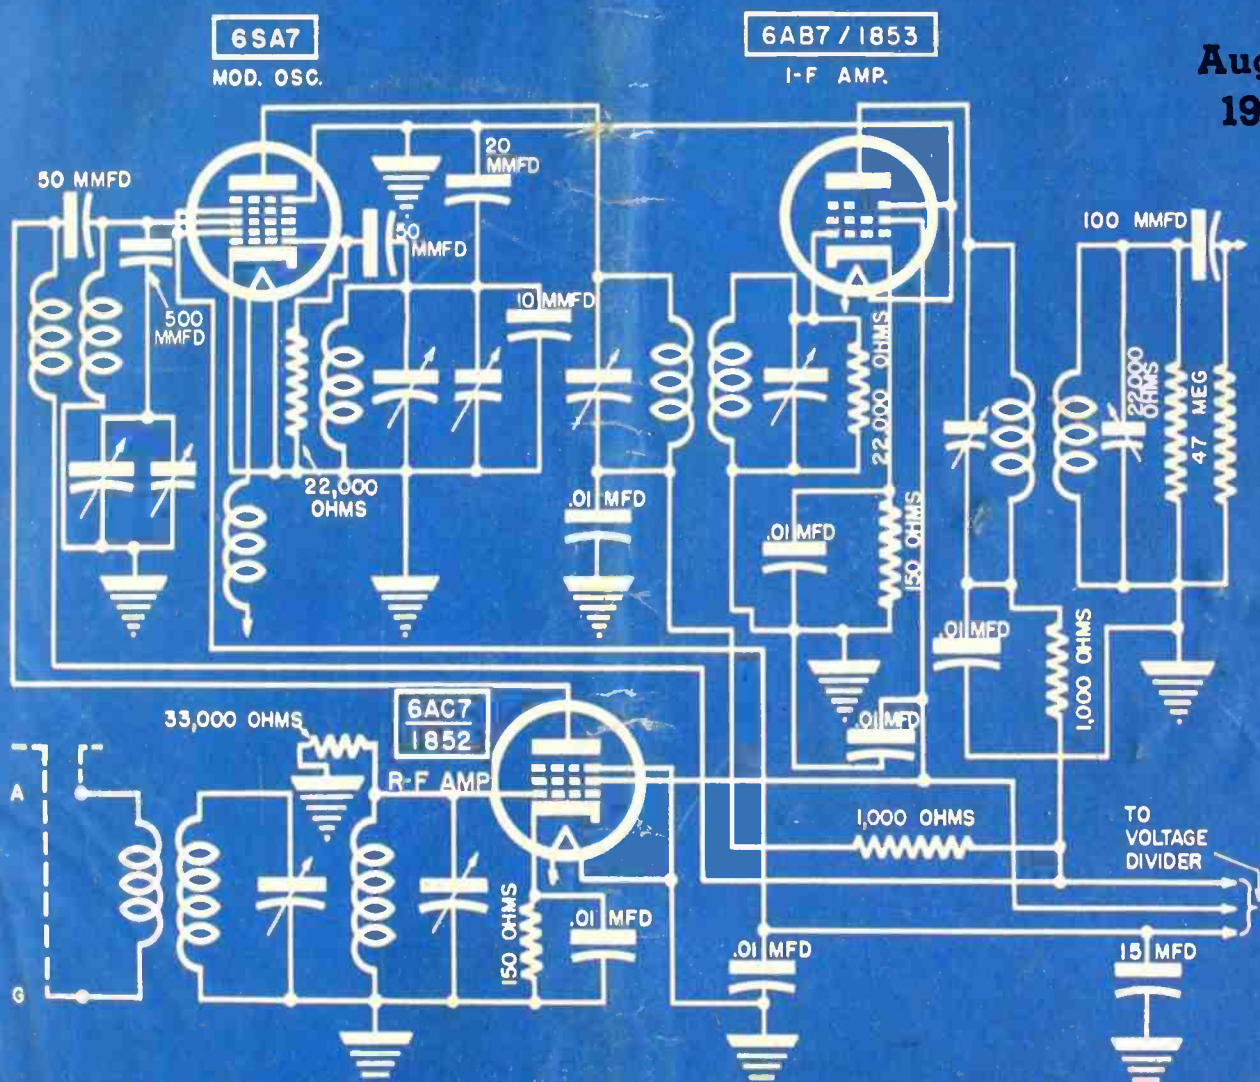 6SA7
MOD. OSC.
6AB7/1853
I-F AMP.
Aug
19
50 MMFD
20
MMFD
50
MMFD
500
MMFD
10 MMFD
100 MMFD
22,000
OHMS
22,000 OHMS
22,000
OHMS
47 MEG
.01 MFD
.01 MFD
150 OHMS
.01 MFD
1,000 OHMS
33,000 OHMS
6AC7
1852
R-F AMP
.01 MFD
A
1,000 OHMS
TO
VOLTAGE
DIVIDER
150 OHMS
.01 MFD
.01 MFD
15 MFD
G